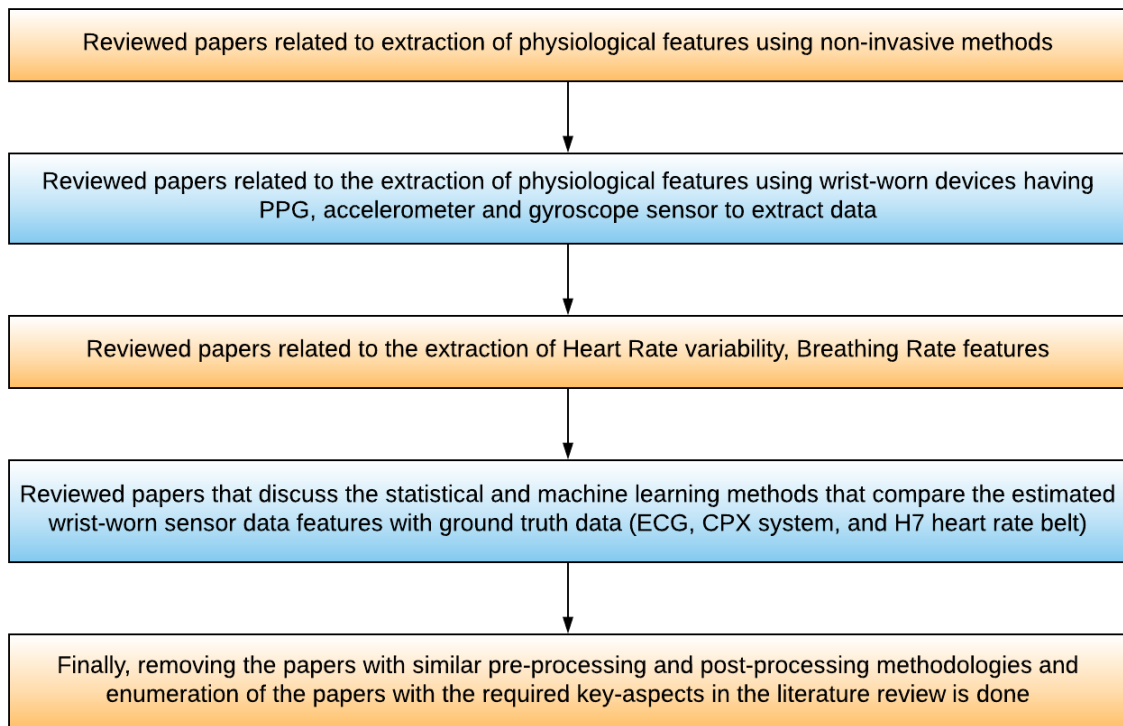 Reviewed papers related to extraction of physiological features using non-invasive methods
Reviewed papers related to the extraction of physiological features using wrist-worn devices having
PPG, accelerometer and gyroscope sensor to extract data
Reviewed papers related to the extraction of Heart Rate variability, Breathing Rate features
Reviewed papers that discuss the statistical and machine learning methods that compare the estimated
wrist-worn sensor data features with ground truth data (ECG, CPX system, and H7 heart rate belt)
Finally, removing the papers with similar pre-processing and post-processing methodologies and
enumeration of the papers with the required key-aspects in the literature review is done